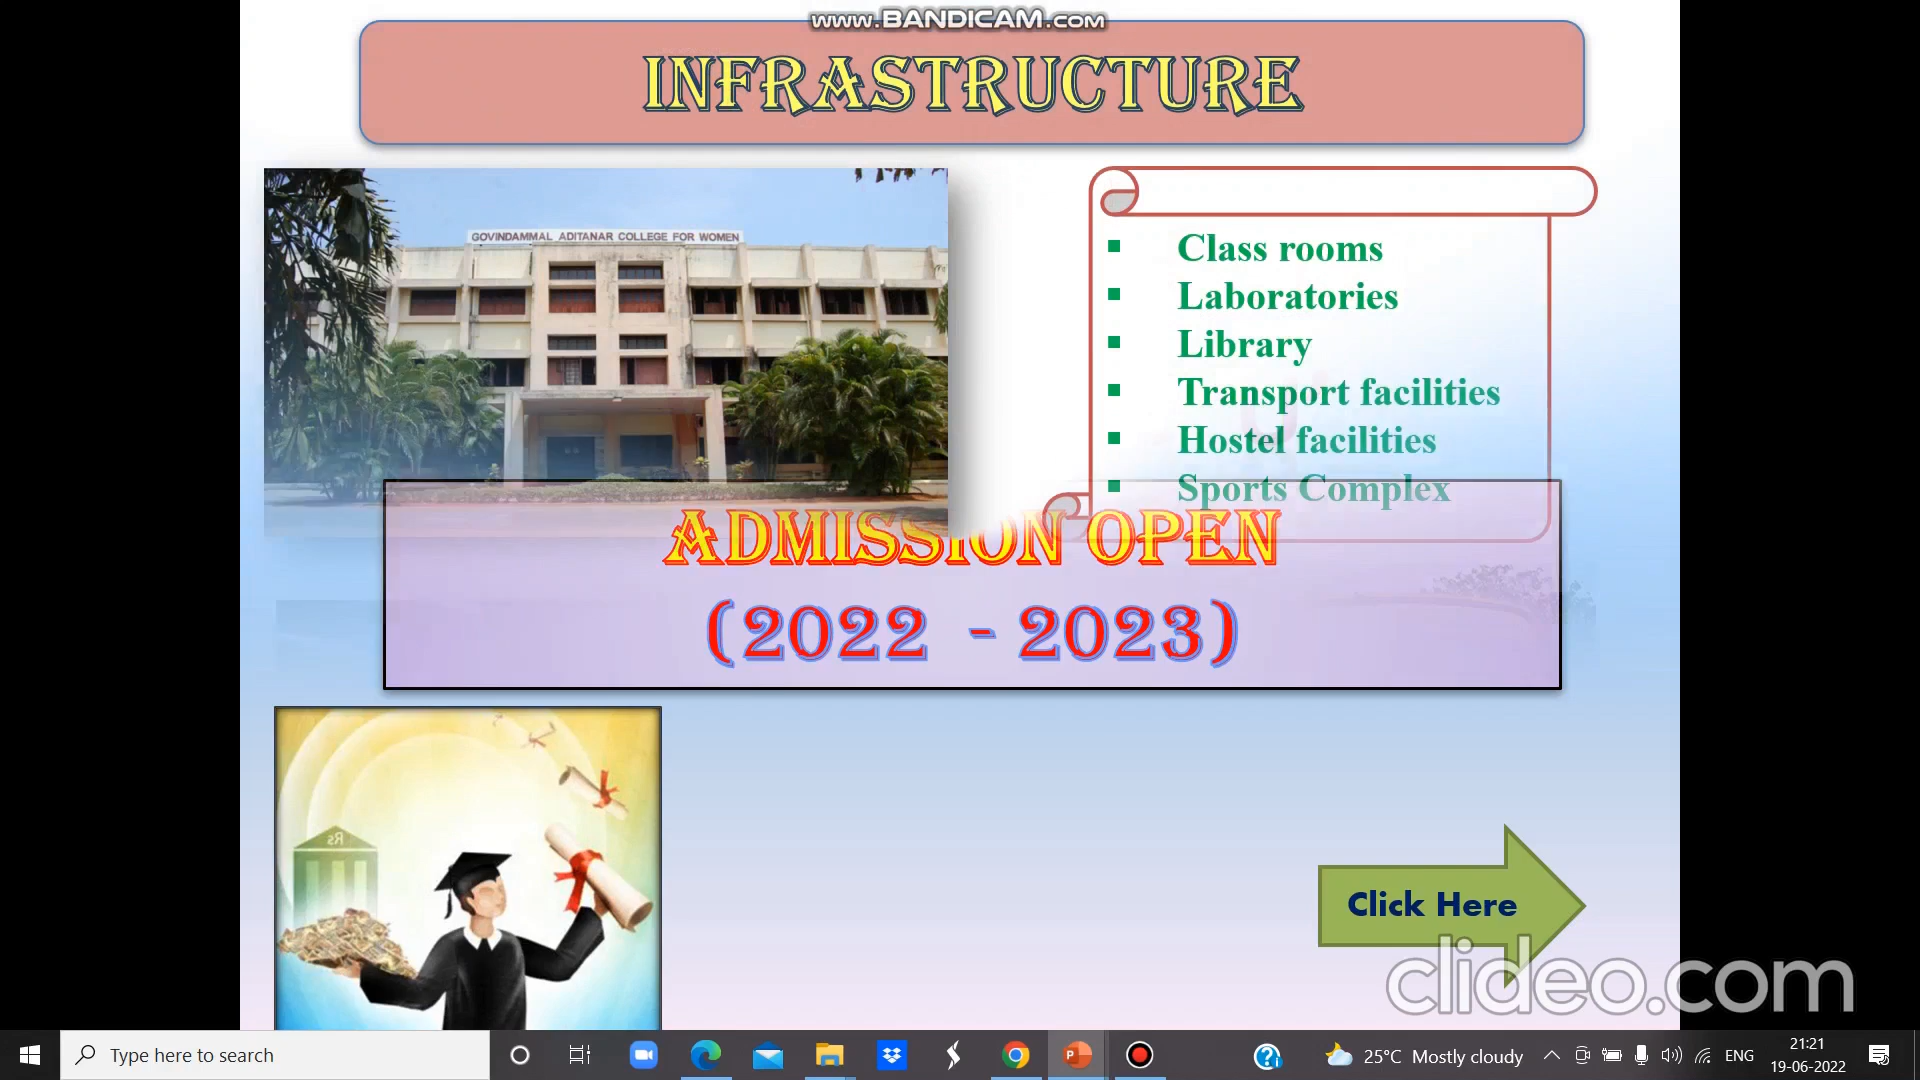 www.BANDICAM.com
INFRASTRUCTURE
GOVINDAMMAL ADITANAR COLLEGE FOR WOMEN
▪ Class rooms
▪ Laboratories
▪ Library
▪ Transport facilities
▪ Hostel facilities
▪ Sports Complex
ADMISSION OPEN
(2022 - 2023)
Rs
Click Here
clideo.com
Type here to search
25°C Mostly cloudy
ENG
21:21
19-06-2022